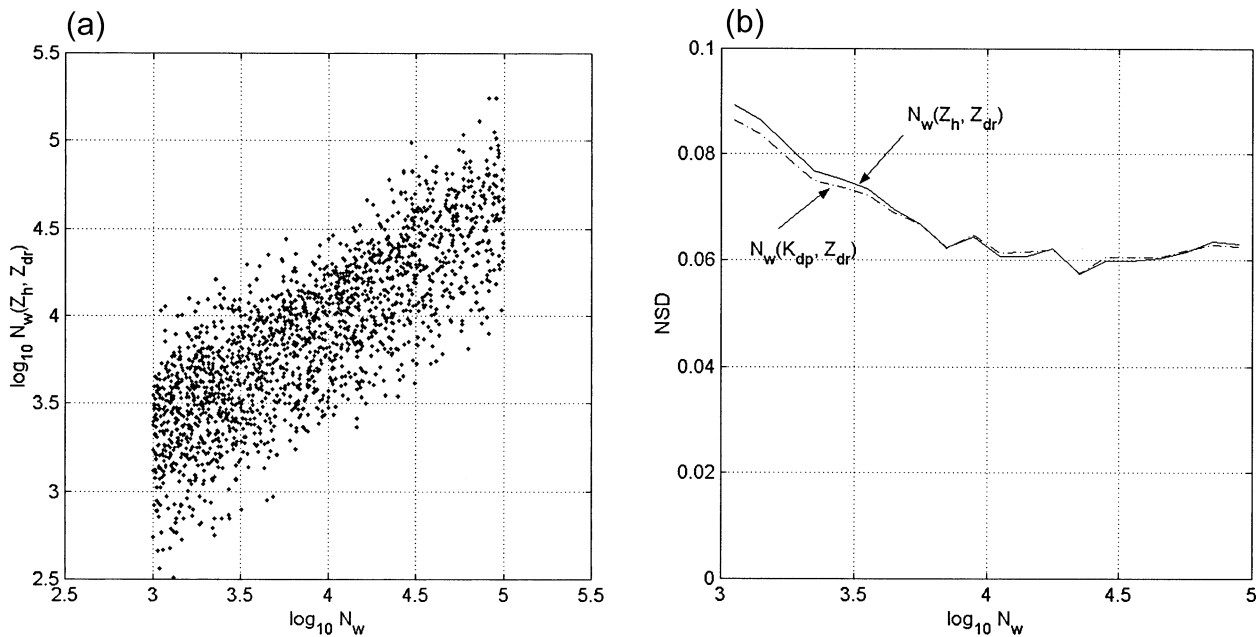 (a)
5.5
5
4.5
4
3.5
3
2.5
log10 Nw(Zh, Zdr)
2.5 3 3.5 4 4.5 5 5.5
log10 Nw
(b)
0.1
0.08
0.06
0.04
0.02
0
NSD
Nw(Zh, Zdr)
Nw(Kdp, Zdr)
3 3.5 4 4.5 5
log10 Nw